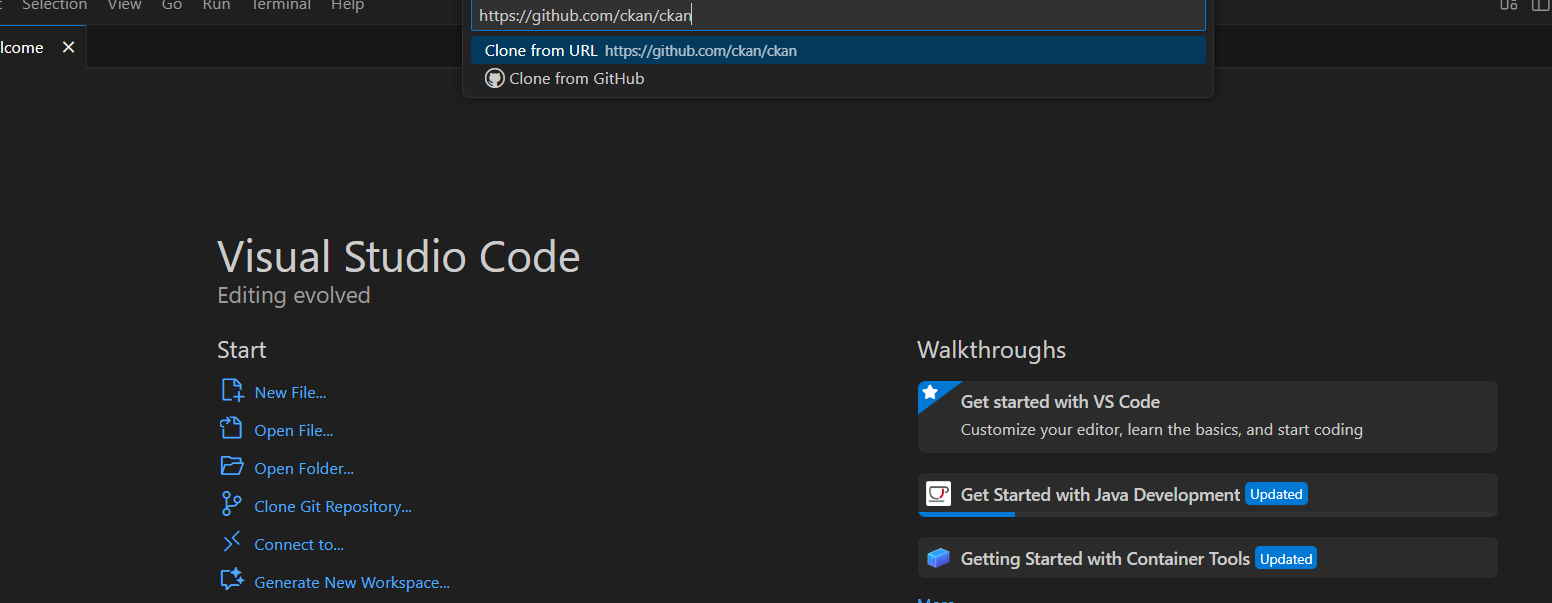 Selection View Go Run Terminal Help
https://github.com/ckan/ckan
lcome
Clone from URL https://github.com/ckan/ckan
Clone from GitHub
Visual Studio Code
Editing evolved
Start
New File...
Open File...
Open Folder...
Clone Git Repository...
Connect to...
Generate New Workspace...
Walkthroughs
Get started with VS Code
Customize your editor, learn the basics, and start coding
Get Started with Java Development Updated
Getting Started with Container Tools Updated
More...